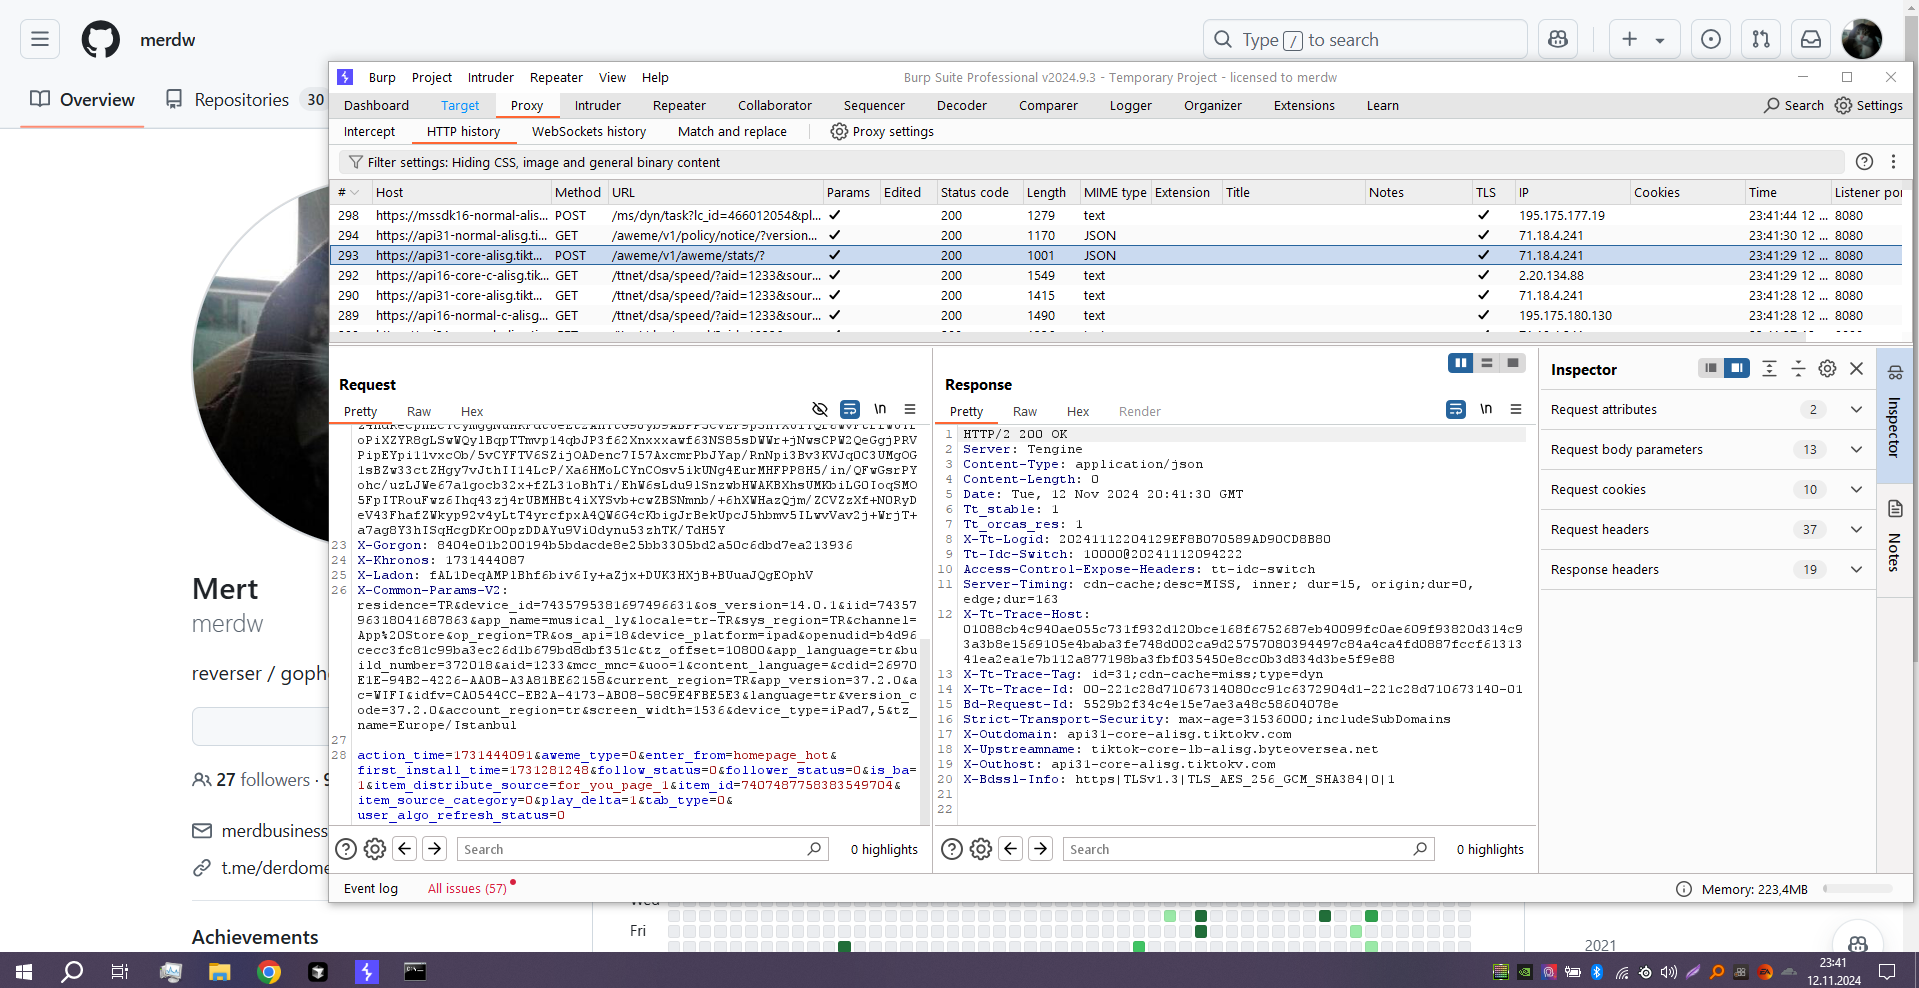 merdw
Type / to search
Overview
Repositories 30
Burp Project Intruder Repeater View Help
Burp Suite Professional v2024.9.3 - Temporary Project - licensed to merdw
Dashboard Target Proxy Intruder Repeater Collaborator Sequencer Decoder Comparer Logger Organizer Extensions Learn
Search Settings
Intercept HTTP history WebSockets history Match and replace Proxy settings
Filter settings: Hiding CSS, image and general binary content
# Host Method URL Params Edited Status code Length MIME type Extension Title Notes TLS IP Cookies Time Listener por
298 https://mssdk16-normal-alis... POST /ms/dyn/task?lc_id=466012054&pl... ✓ 200 1279 text ✓ 195.175.177.19 23:41:44 12 ... 8080
294 https://api31-normal-alisg.ti... GET /aweme/v1/policy/notice/?version... ✓ 200 1170 JSON ✓ 71.18.4.241 23:41:30 12 ... 8080
293 https://api31-core-alisg.tikt... POST /aweme/v1/aweme/stats/? ✓ 200 1001 JSON ✓ 71.18.4.241 23:41:29 12 ... 8080
292 https://api16-core-c-alisg.tik... GET /ttnet/dsa/speed/?aid=1233&sour... ✓ 200 1549 text ✓ 2.20.134.88 23:41:29 12 ... 8080
290 https://api31-core-alisg.tikt... GET /ttnet/dsa/speed/?aid=1233&sour... ✓ 200 1415 text ✓ 71.18.4.241 23:41:28 12 ... 8080
289 https://api16-normal-c-alisg... GET /ttnet/dsa/speed/?aid=1233&sour... ✓ 200 1490 text ✓ 195.175.180.130 23:41:28 12 ... 8080
Request
Pretty Raw Hex
\n
oPiXZYR8gLSwWQylBqpTTmvp14qbJP3f62Xnxxxawf63NS85sDWWr+jNwsCPW2QeGgjPRV
PipEYpi11vxcOb/5vCYFTV6SZijOADenc7I57AxcmrPbJYap/RnNpi3Bv3KVJq0C3UMgOG
1sBZw33ctZHgy7vJthII14LcP/Xa6HMoLCYnCOsv5ikUNg4EurMHFPP8H5/in/QFwGsrPY
ohc/uzLJWe67a1gocb32x+fZL31oBhTi/EhW6sLdu9lSnzwbHWAKBXhsUMKbiLG0IoqSMO
5FpITRouFwz6Ihq43zj4rUBMHBt4iXYSvb+cwZBSNmnb/+6hXWHazQjm/ZCVZzXf+NORyD
eV43FhafZWkyp92v4yLtT4yrcfpxA4QW6G4cKbigJrBekUpcJ5hbmv5ILwvVav2j+WrjT+
a7ag8Y3hISqHcgDKrOOpzDDAYu9Vi0dynu53zhTK/TdH5Y
23 X-Gorgon: 8404e01b200194b5bdacde8e25bb3305bd2a50c6dbd7ea213936
24 X-Khronos: 1731444087
25 X-Ladon: fAL1DeqAMPlBhf6biv6Iy+aZjx+DUK3HXjB+BUuaJQgEOphV
26 X-Common-Params-V2:
residence=TR&device_id=7435795381697496631&os_version=14.0.1&iid=74357
96318041687863&app_name=musical_ly&locale=tr-TR&sys_region=TR&channel=
App%20Store&op_region=TR&os_api=18&device_platform=ipad&openudid=b4d96
cecc3fc81c99ba3ec26d1b679bd8dbf351c&tz_offset=10800&app_language=tr&bu
ild_number=372018&aid=1233&mcc_mnc=&uoo=1&content_language=&cdid=26970
E1E-94B2-4226-AA0B-A3A81BE62158&current_region=TR&app_version=37.2.0&a
c=WIFI&idfv=CA0544CC-EB2A-4173-AB08-58C9E4FBE5E3&language=tr&version_c
ode=37.2.0&account_region=tr&screen_width=1536&device_type=iPad7,5&tz_
name=Europe/Istanbul
27
28 action_time=1731444091&aweme_type=0&enter_from=homepage_hot&
first_install_time=1731281248&follow_status=0&follower_status=0&is_ba=
1&item_distribute_source=for_you_page_1&item_id=7407487758383549704&
item_source_category=0&play_delta=1&tab_type=0&
user_algo_refresh_status=0
Search
0 highlights
Response
Pretty Raw Hex Render
\n
1 HTTP/2 200 OK
2 Server: Tengine
3 Content-Type: application/json
4 Content-Length: 0
5 Date: Tue, 12 Nov 2024 20:41:30 GMT
6 Tt_stable: 1
7 Tt_orcas_res: 1
8 X-Tt-Logid: 20241112204129EF8B070589AD90CD8B80
9 Tt-Idc-Switch: 10000@20241112094222
10 Access-Control-Expose-Headers: tt-idc-switch
11 Server-Timing: cdn-cache;desc=MISS, inner; dur=15, origin;dur=0,
edge;dur=163
12 X-Tt-Trace-Host:
01088cb4c940ae055c731f932d120bce168f6752687eb40099fc0ae609f93820d314c9
3a3b8e1569105e4baba3fe748d002ca9d25757080394497c84a4ca4fd0887fccf61313
41ea2ea1e7b112a877198ba3fbf035450e8cc0b3d834d3be5f9e88
13 X-Tt-Trace-Tag: id=31;cdn-cache=miss;type=dyn
14 X-Tt-Trace-Id: 00-221c28d71067314080cc91c6372904d1-221c28d710673140-01
15 Bd-Request-Id: 5529b2f34c4e15e7ae3a48c58604078e
16 Strict-Transport-Security: max-age=31536000;includeSubDomains
17 X-Outdomain: api31-core-alisg.tiktokv.com
18 X-Upstreamname: tiktok-core-lb-alisg.byteoversea.net
19 X-Outhost: api31-core-alisg.tiktokv.com
20 X-Bdssl-Info: https|TLSv1.3|TLS_AES_256_GCM_SHA384|0|1
21
22
Search
0 highlights
Inspector
Request attributes 2
Request body parameters 13
Request cookies 10
Request headers 37
Response headers 19
Inspector
Notes
Event log All issues (57)
Memory: 223,4MB
Mert
merdw
reverser / goph
27 followers ·
merdbusiness
t.me/derdome
Achievements
Wed
Fri
2021
23:41
12.11.2024